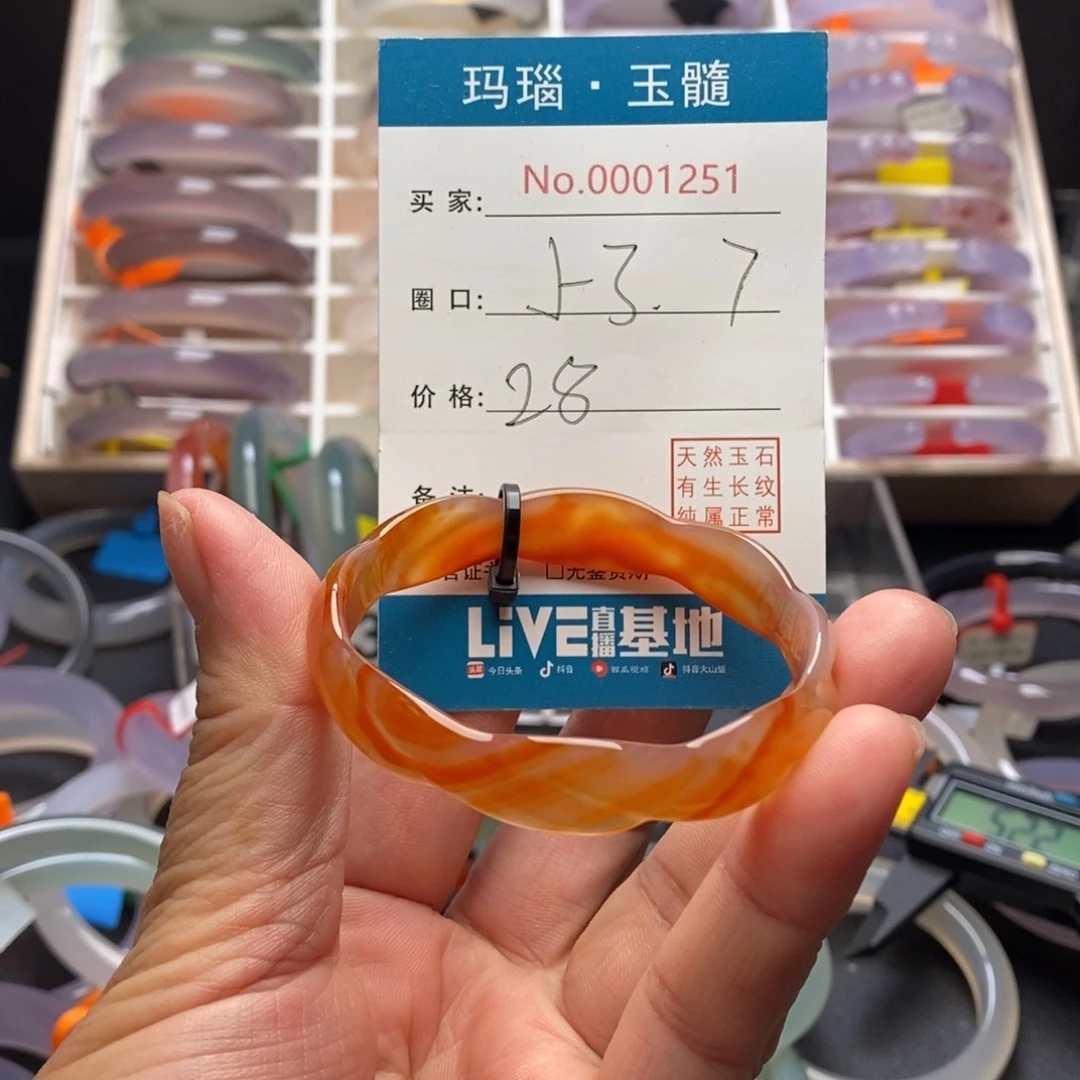 玛瑙·玉髓
买家: No.0001251
圈口: 53.7
价格: 28
备注:
天然玉石
有生长纹
纯属正常
LiVE直播基地
今日头条 抖音 西瓜视频 抖音火山版
522